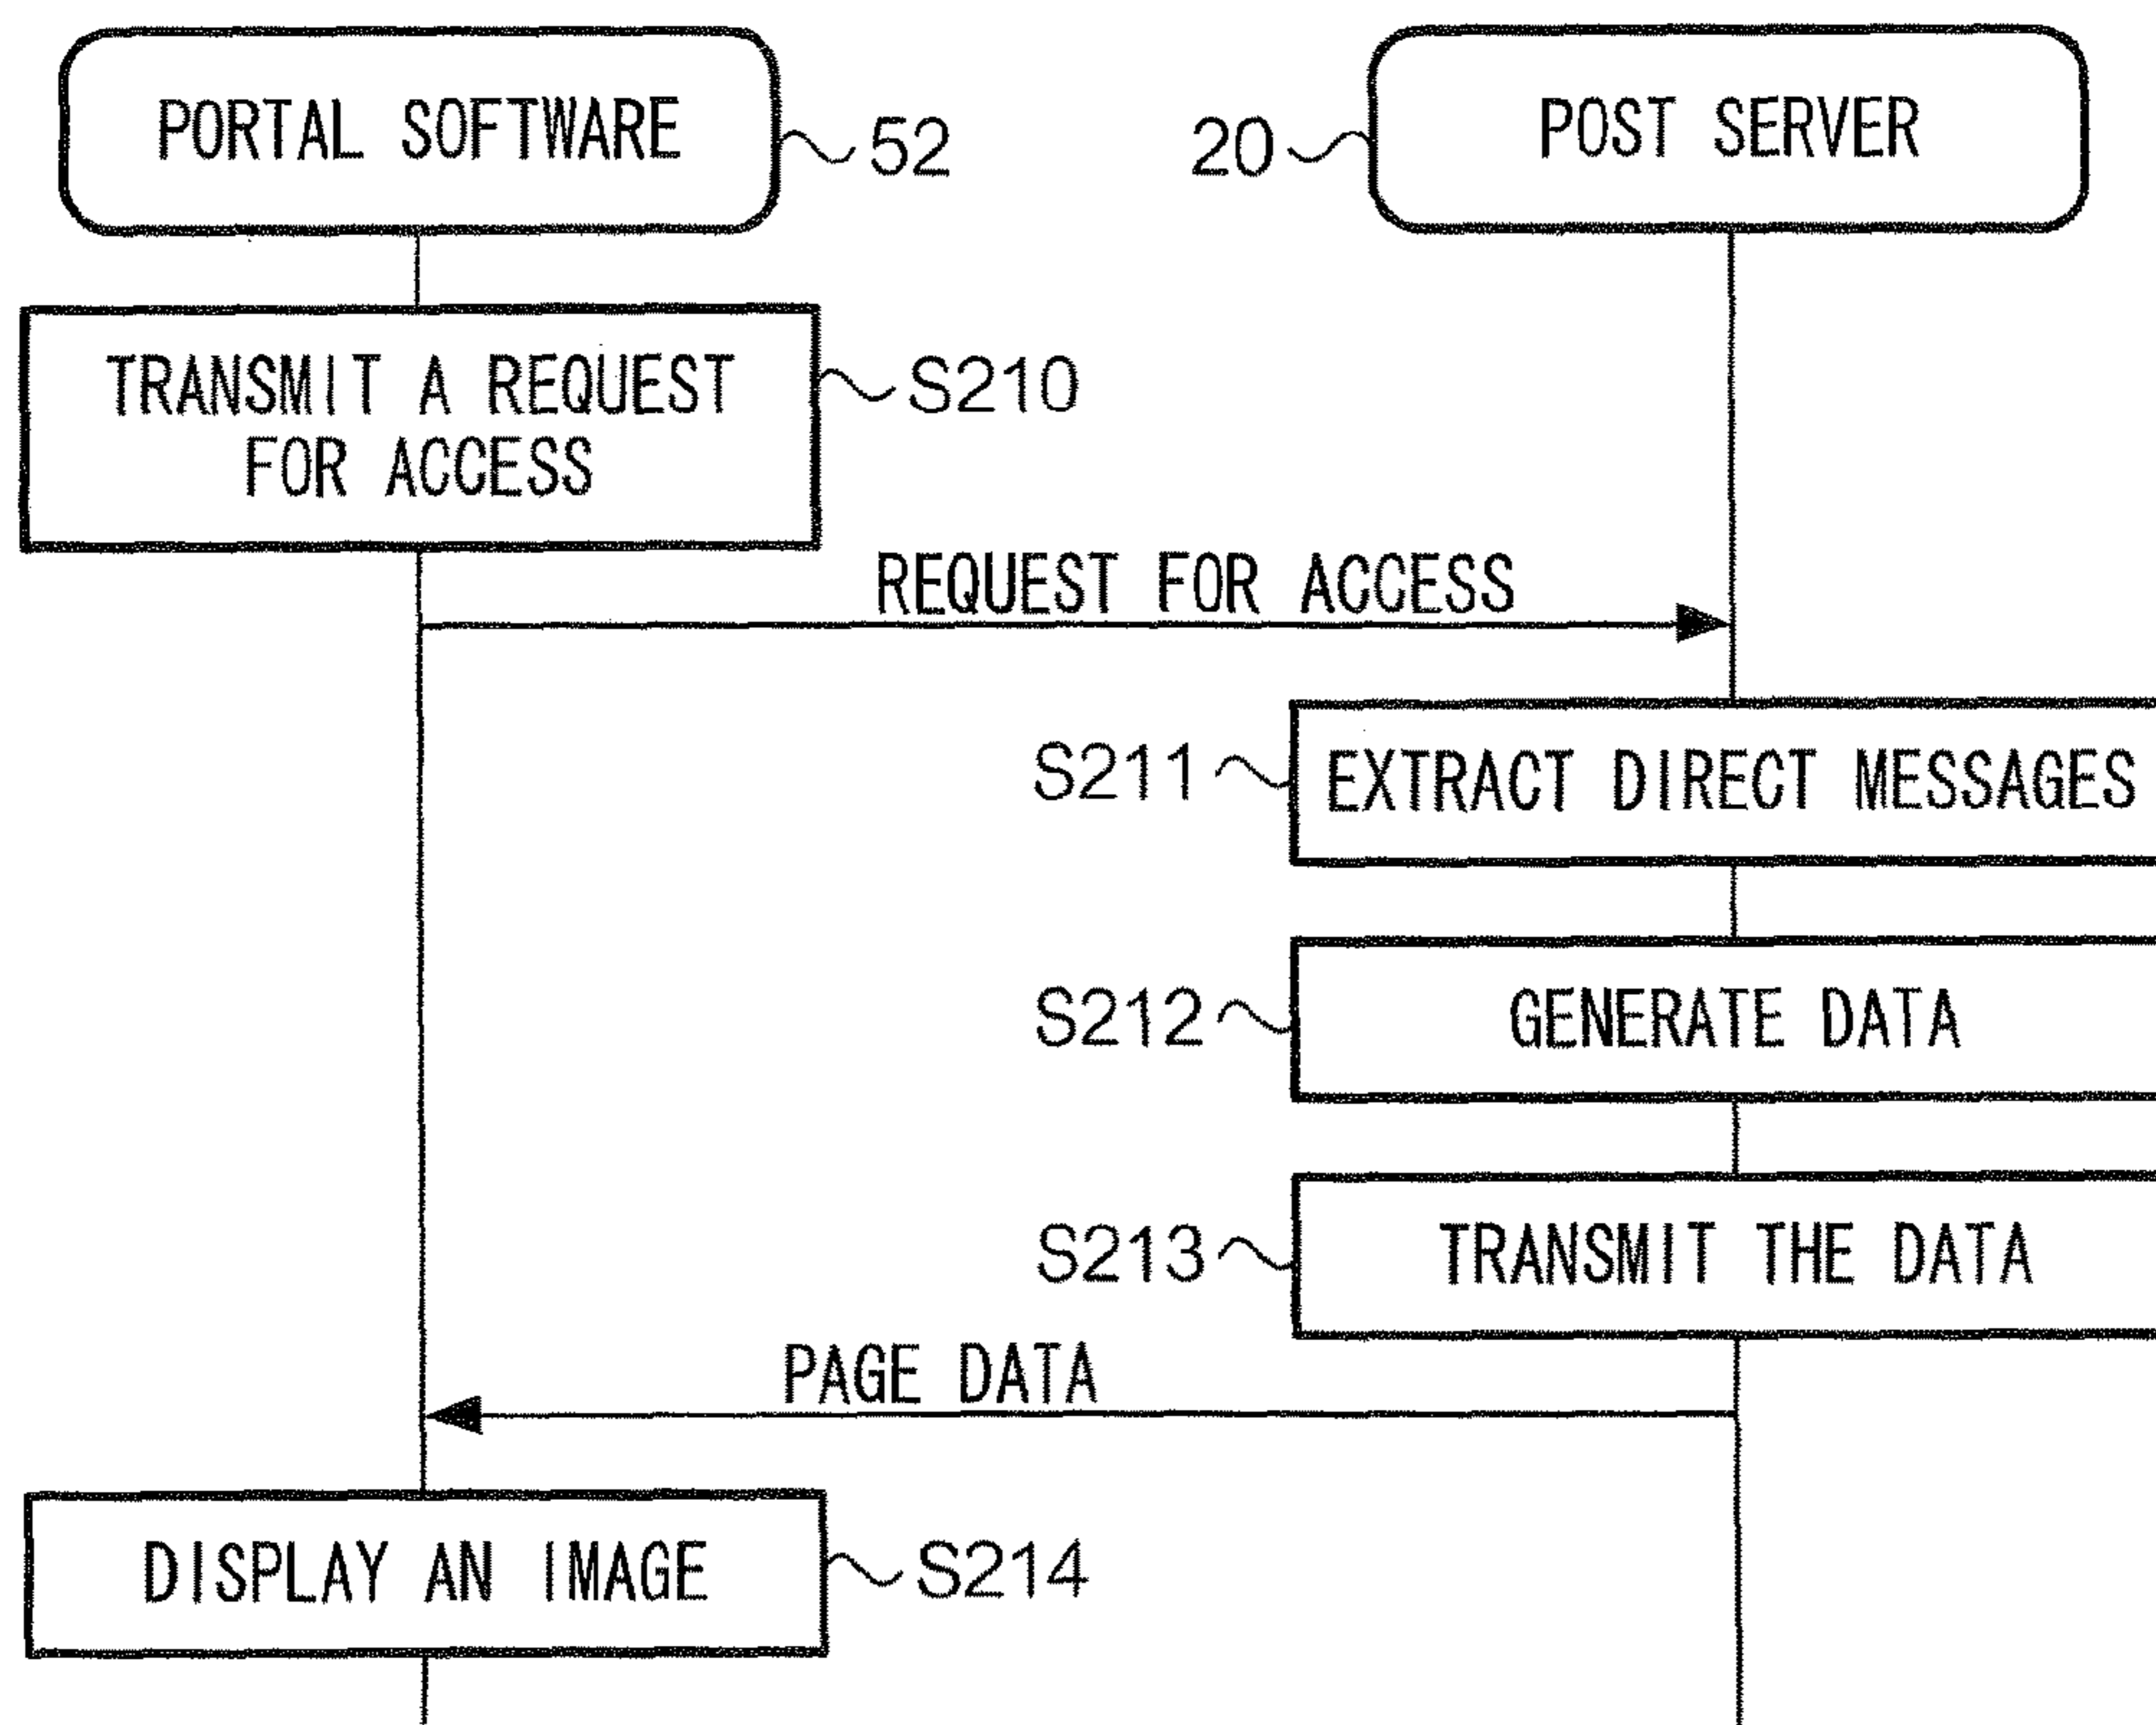 PORTAL SOFTWARE
52
20
POST SERVER
TRANSMIT A REQUEST
FOR ACCESS
S210
REQUEST FOR ACCESS
S211
EXTRACT DIRECT MESSAGES
S212
GENERATE DATA
S213
TRANSMIT THE DATA
PAGE DATA
DISPLAY AN IMAGE
S214